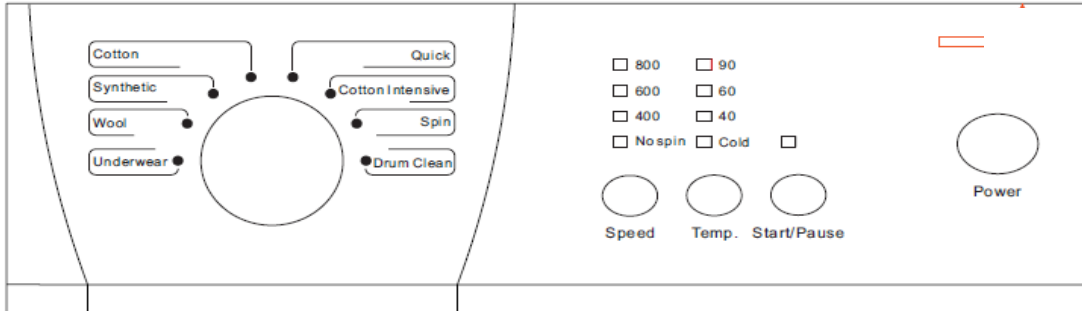 Cotton
Quick
Synthetic
Cotton Intensive
Wool
Spin
Underwear
Drum Clean
800
90
600
60
400
40
No spin
Cold
Speed
Temp.
Start/Pause
Power